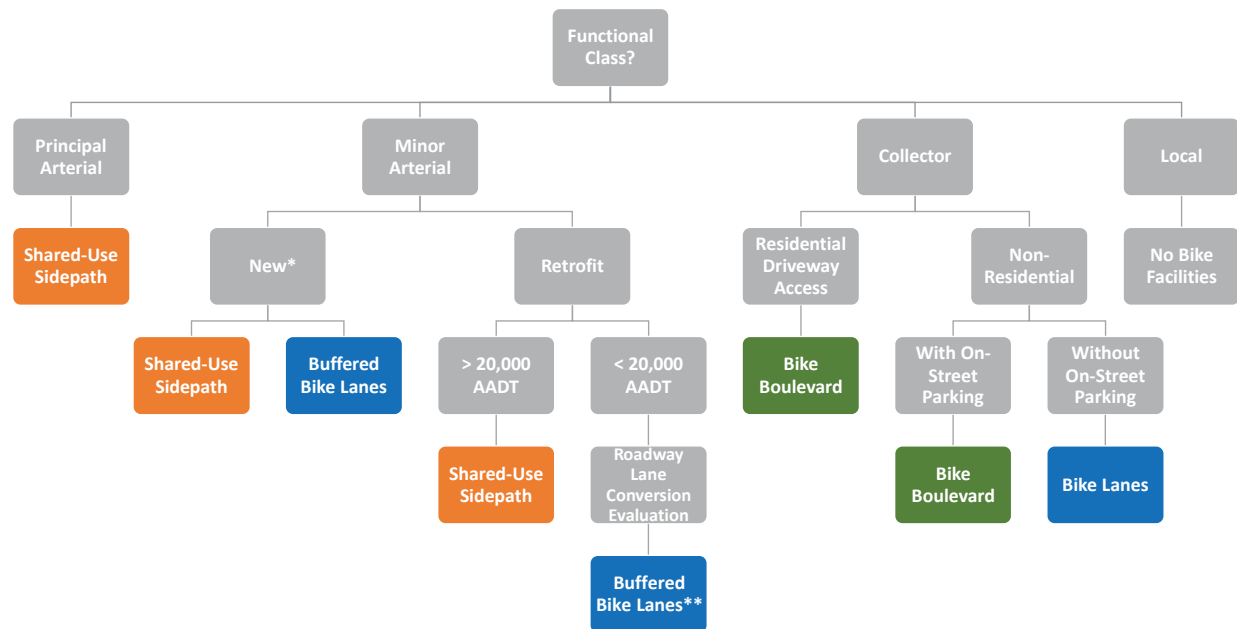 Functional
Class?
Principal
Arterial
Minor
Arterial
Collector
Local
Shared-Use
Sidepath
New*
Retrofit
Residential
Driveway
Access
Non-
Residential
No Bike
Facilities
Shared-Use
Sidepath
Buffered
Bike Lanes
> 20,000
AADT
< 20,000
AADT
Bike
Boulevard
With On-
Street
Parking
Without
On-Street
Parking
Shared-Use
Sidepath
Roadway
Lane
Conversion
Evaluation
Bike
Boulevard
Bike Lanes
Buffered
Bike Lanes**